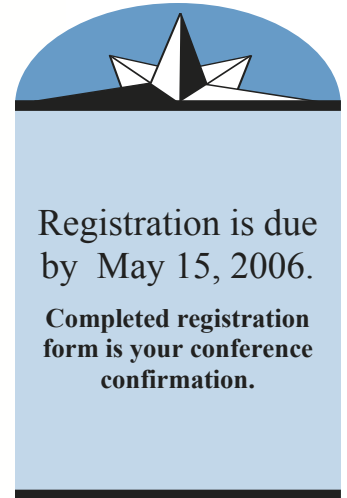 Registration is due
by May 15, 2006.
Completed registration
form is your conference
confirmation.